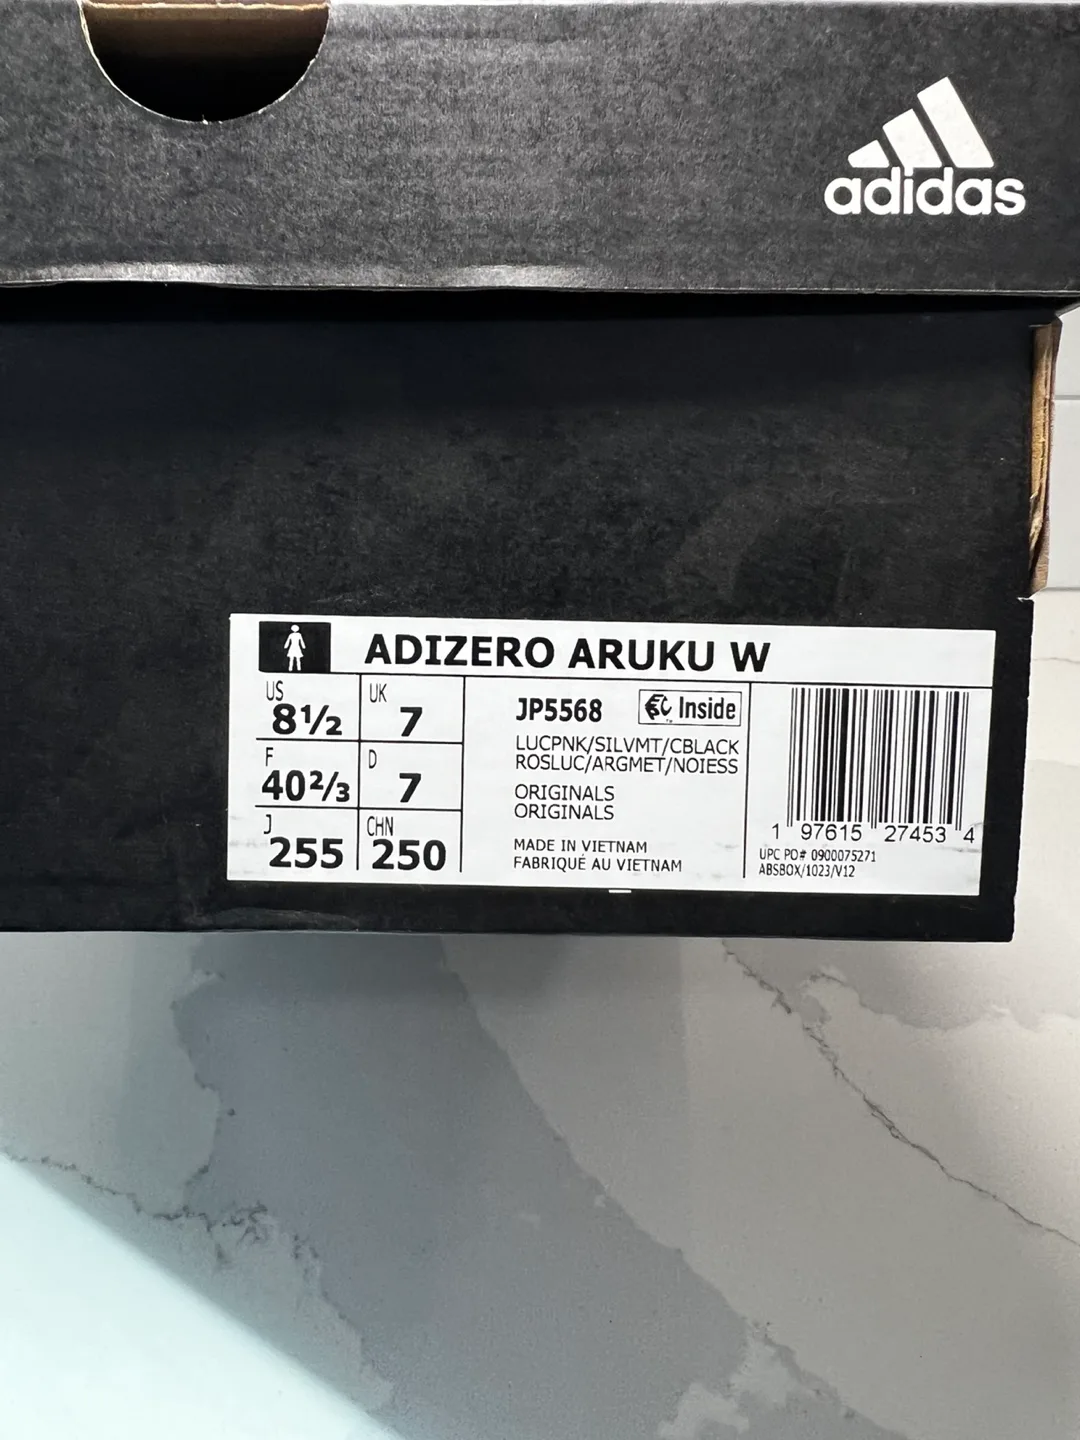 adidas
ADIZERO ARUKU W
US
8½
UK
7
F
40⅔
D
7
J
255
CHN
250
JP5568
Inside
LUCPNK/SILVMT/CBLACK
ROSLUC/ARGMET/NOIESS
ORIGINALS
ORIGINALS
MADE IN VIETNAM
FABRIQUÉ AU VIETNAM
1 97615 27453 4
UPC PO# 0900075271
ABSBOX/1023/V12